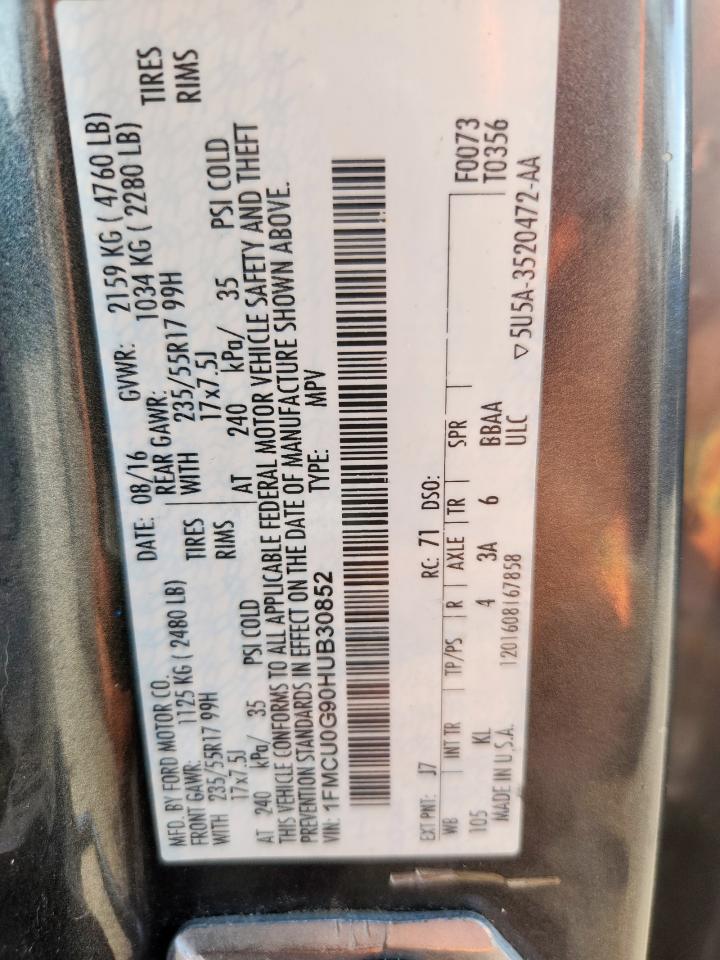 MFD. BY FORD MOTOR CO.
DATE: 08/16 GVWR: 2159 KG ( 4760 LB)
FRONT GAWR: 1125 KG ( 2480 LB)
REAR GAWR: 1034 KG ( 2280 LB)
WITH 235/55R17 99H TIRES
WITH 235/55R17 99H TIRES
17x7.5J RIMS
17x7.5J RIMS
AT 240 kPa/ 35 PSI COLD
AT 240 kPa/ 35 PSI COLD
THIS VEHICLE CONFORMS TO ALL APPLICABLE FEDERAL MOTOR VEHICLE SAFETY AND THEFT
PREVENTION STANDARDS IN EFFECT ON THE DATE OF MANUFACTURE SHOWN ABOVE.
VIN: 1FMCU0G90HUB30852 TYPE: MPV
EXT PNT: J7 RC: 71 DSO: F0073
T0356
WB INT TR TP/PS R AXLE TR SPR
105 KL 4 3A 6 BBAA
MADE IN U.S.A. 1201608167858 ULC
▽5U5A-3520472-AA